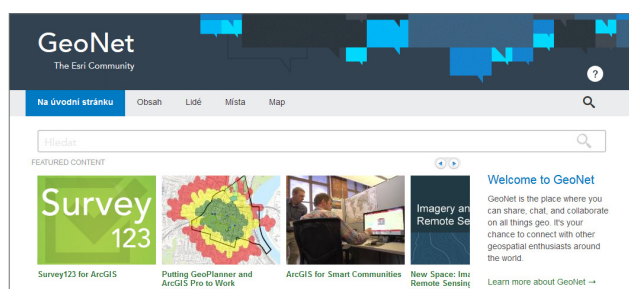 GeoNet
The Esri Community
?
Na úvodní stránku Obsah Lidé Místa Map
Hledat
FEATURED CONTENT
Survey
123
Imagery an
Remote Se
Survey123 for ArcGIS
Putting GeoPlanner and
ArcGIS Pro to Work
ArcGIS for Smart Communities
New Space: Ima
Remote Sensing
Welcome to GeoNet
GeoNet is the place where you
can share, chat, and collaborate
on all things geo. It's your
chance to connect with other
geospatial enthusiasts around
the world.
Learn more about GeoNet →